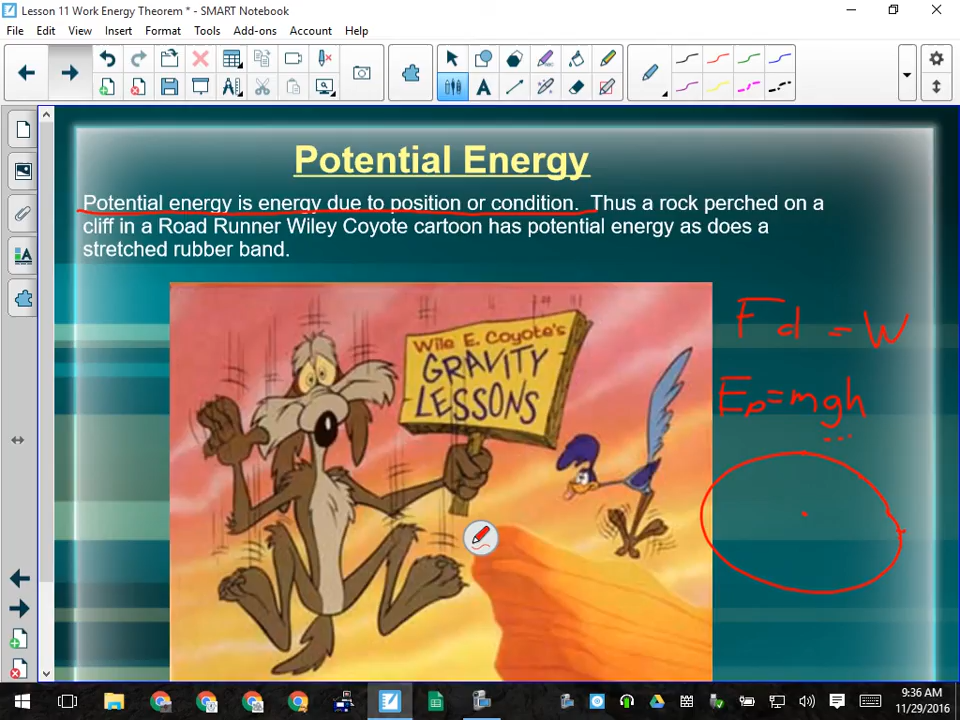 Lesson 11 Work Energy Theorem * - SMART Notebook
File Edit View Insert Format Tools Add-ons Account Help
Potential Energy
Potential energy is energy due to position or condition. Thus a rock perched on a
cliff in a Road Runner Wiley Coyote cartoon has potential energy as does a
stretched rubber band.
Wile E. Coyote's
GRAVITY
LESSONS
Fd = W
Ep=mgh
9:36 AM
11/29/2016